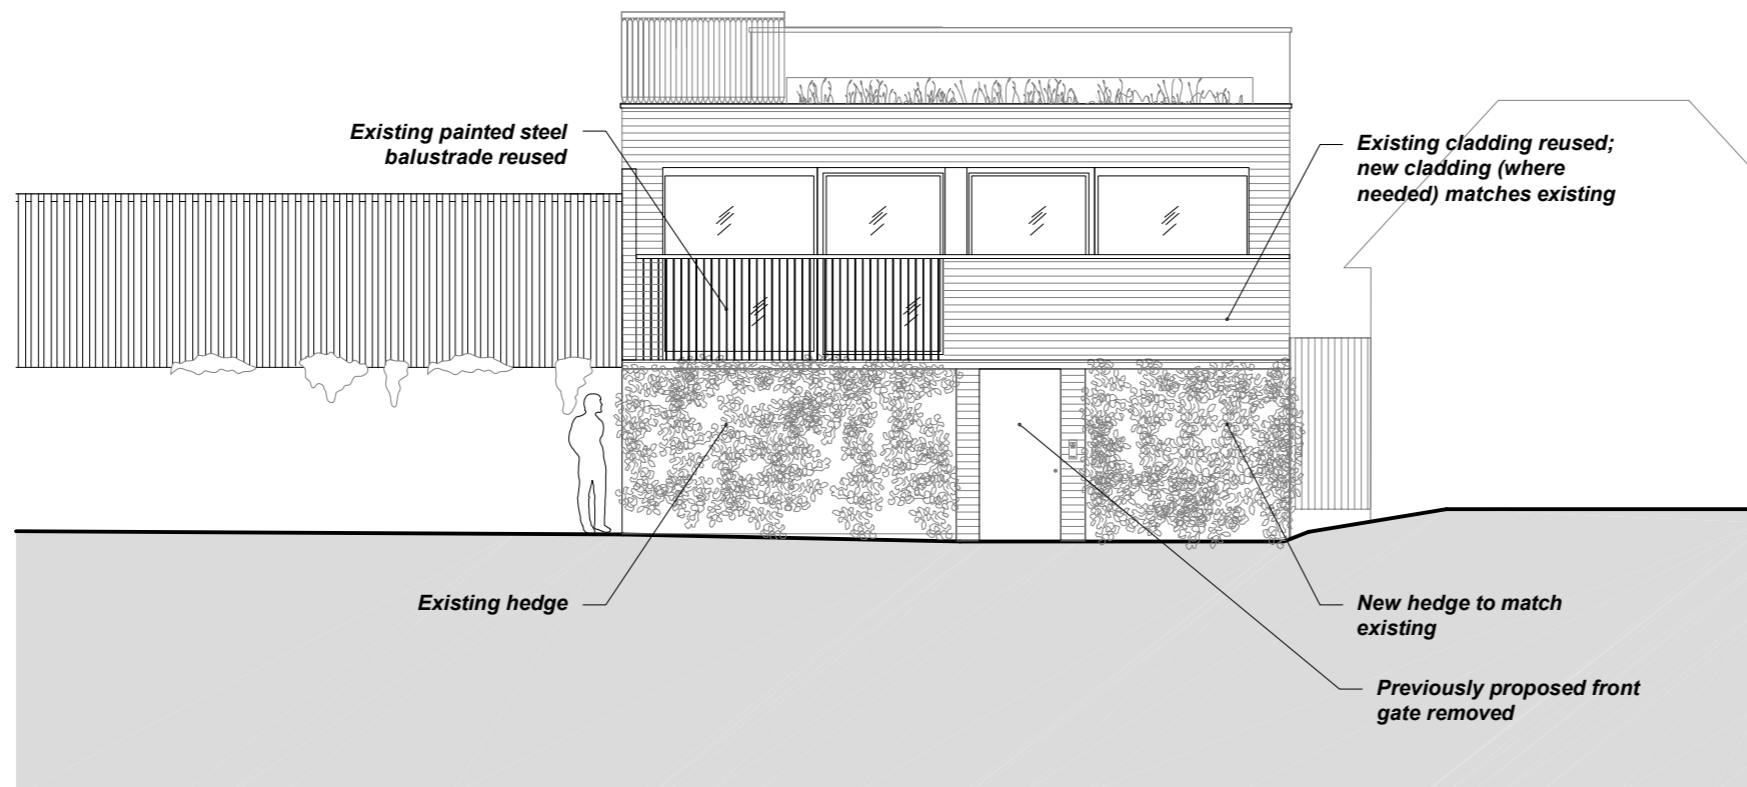 Existing painted steel
balustrade reused
Existing cladding reused;
new cladding (where
needed) matches existing
Existing hedge
New hedge to match
existing
Previously proposed front
gate removed